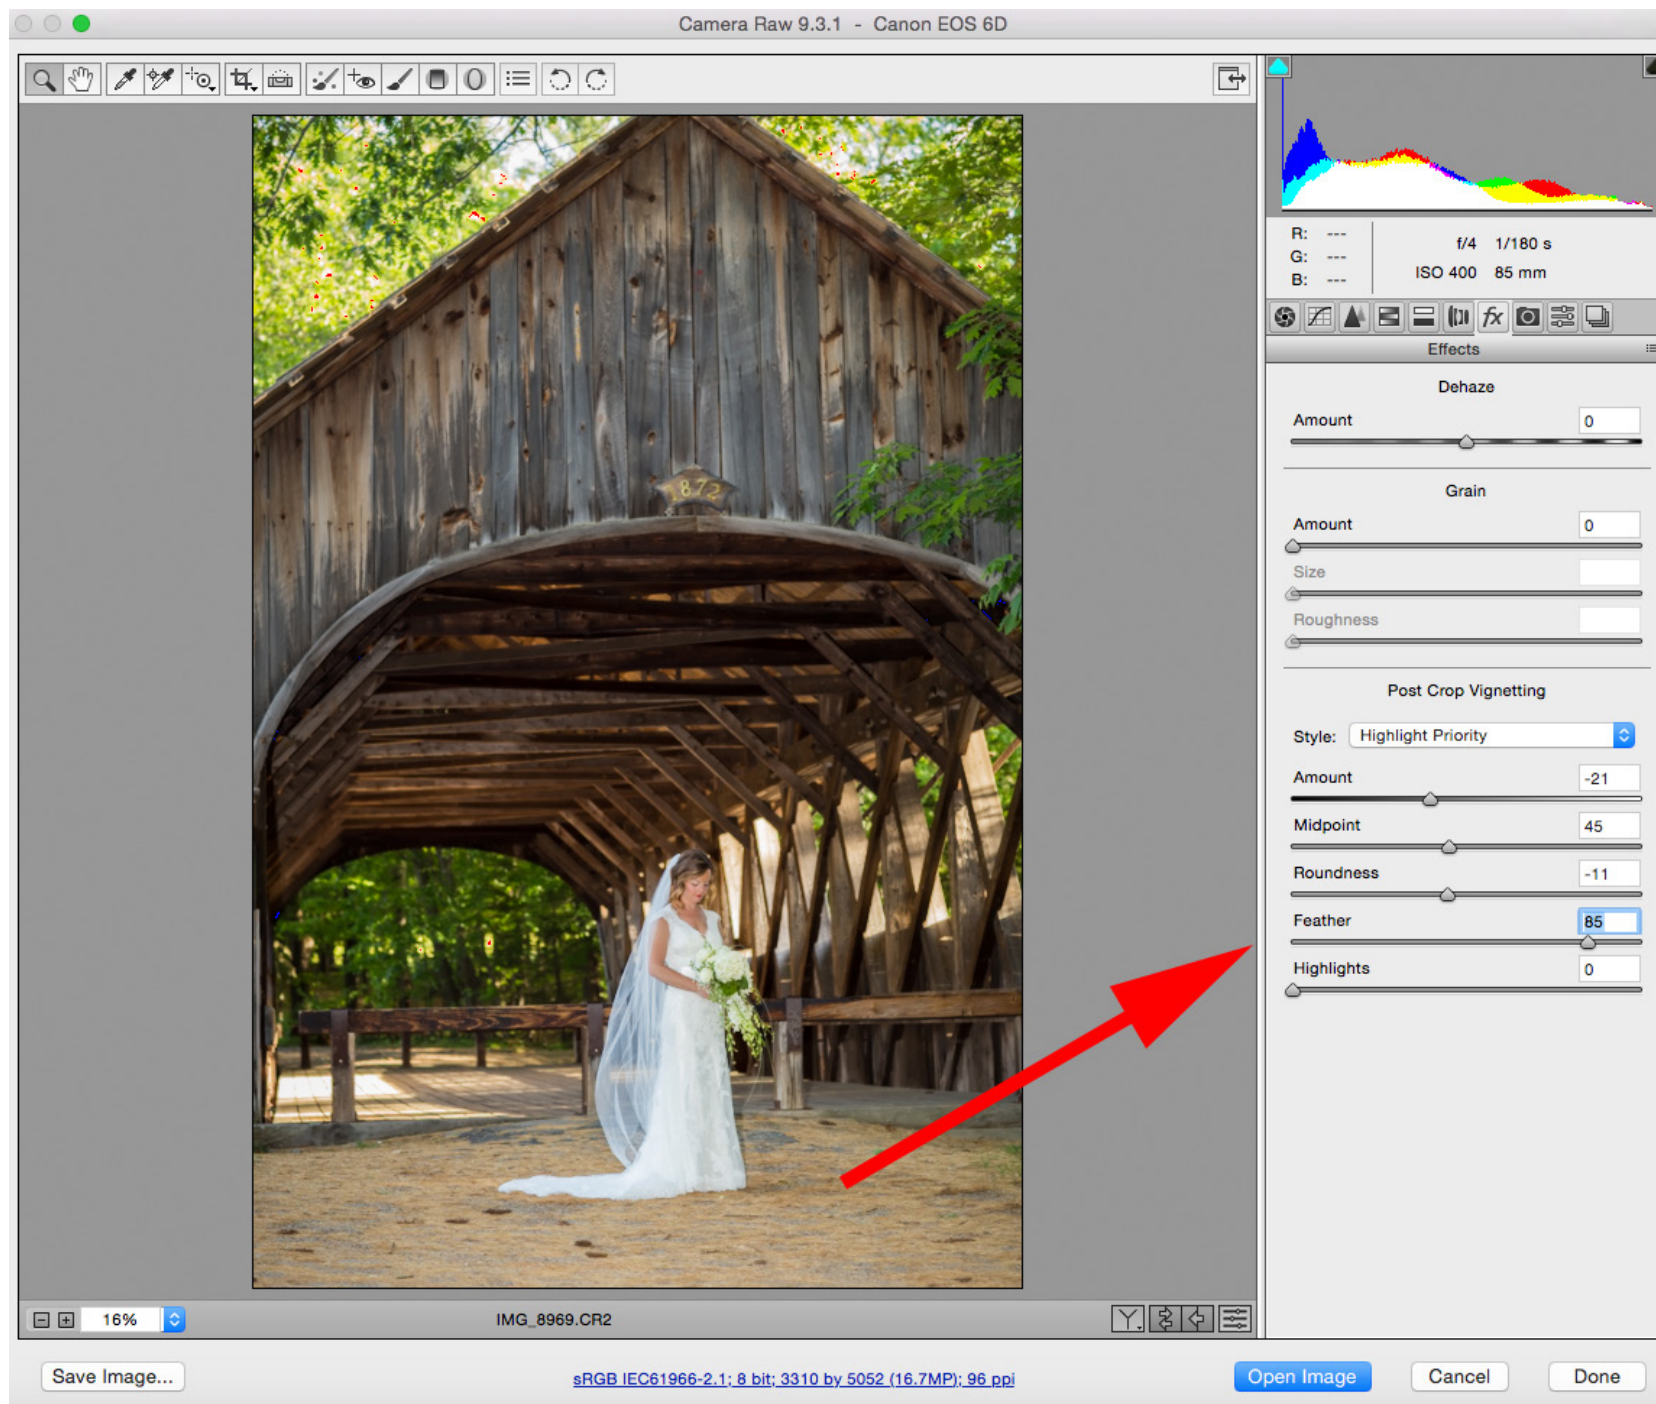 Camera Raw 9.3.1 - Canon EOS 6D
1872
R: ---
G: ---
B: ---
f/4 1/180 s
ISO 400 85 mm
fx
Effects
Dehaze
Amount 0
Grain
Amount 0
Size
Roughness
Post Crop Vignetting
Style: Highlight Priority
Amount -21
Midpoint 45
Roundness -11
Feather 85
Highlights 0
16%
IMG_8969.CR2
Y
Save Image...
sRGB IEC61966-2.1; 8 bit; 3310 by 5052 (16.7MP); 96 ppi
Open Image
Cancel
Done